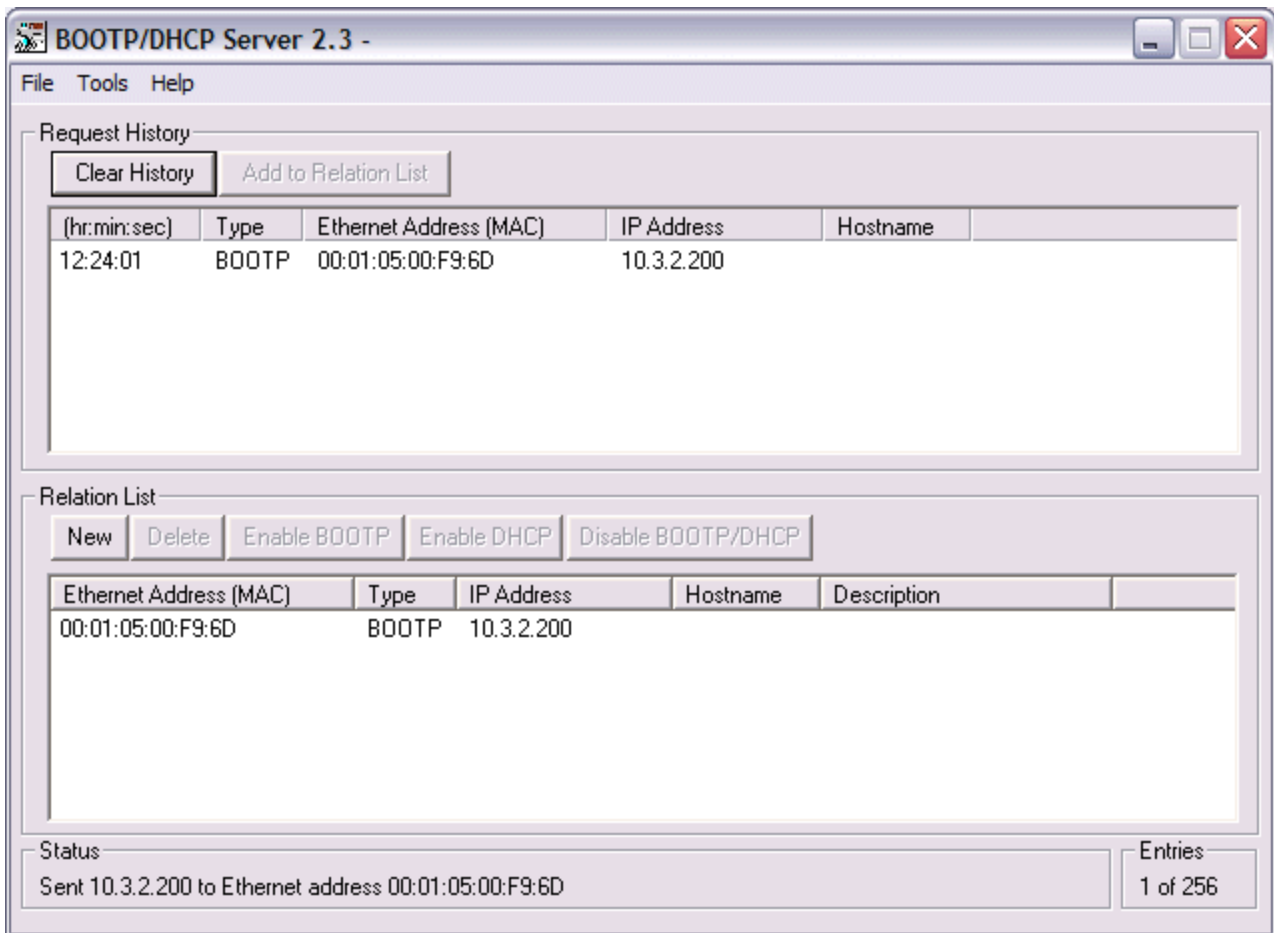 BOOTP/DHCP Server 2.3 -
File Tools Help
Request History
Clear History Add to Relation List
(hr:min:sec) Type Ethernet Address (MAC) IP Address Hostname
12:24:01 BOOTP 00:01:05:00:F9:6D 10.3.2.200
Relation List
New Delete Enable BOOTP Enable DHCP Disable BOOTP/DHCP
Ethernet Address (MAC) Type IP Address Hostname Description
00:01:05:00:F9:6D BOOTP 10.3.2.200
Status Entries
Sent 10.3.2.200 to Ethernet address 00:01:05:00:F9:6D 1 of 256